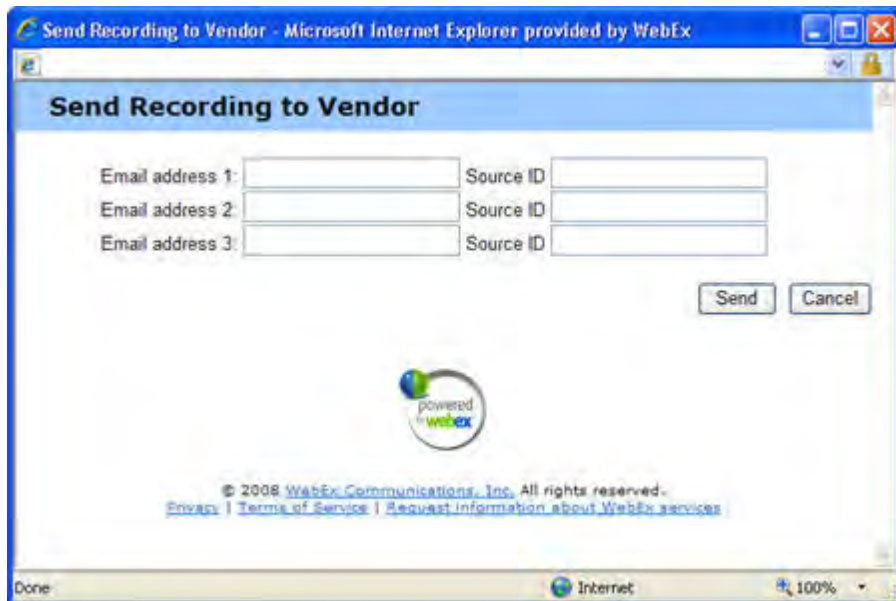 Send Recording to Vendor - Microsoft Internet Explorer provided by WebEx
Send Recording to Vendor
Email address 1: Source ID
Email address 2: Source ID
Email address 3: Source ID
Send Cancel
powered
by webex
© 2008 WebEx Communications, Inc. All rights reserved.
Privacy | Terms of Service | Request information about WebEx services
Done Internet 100%